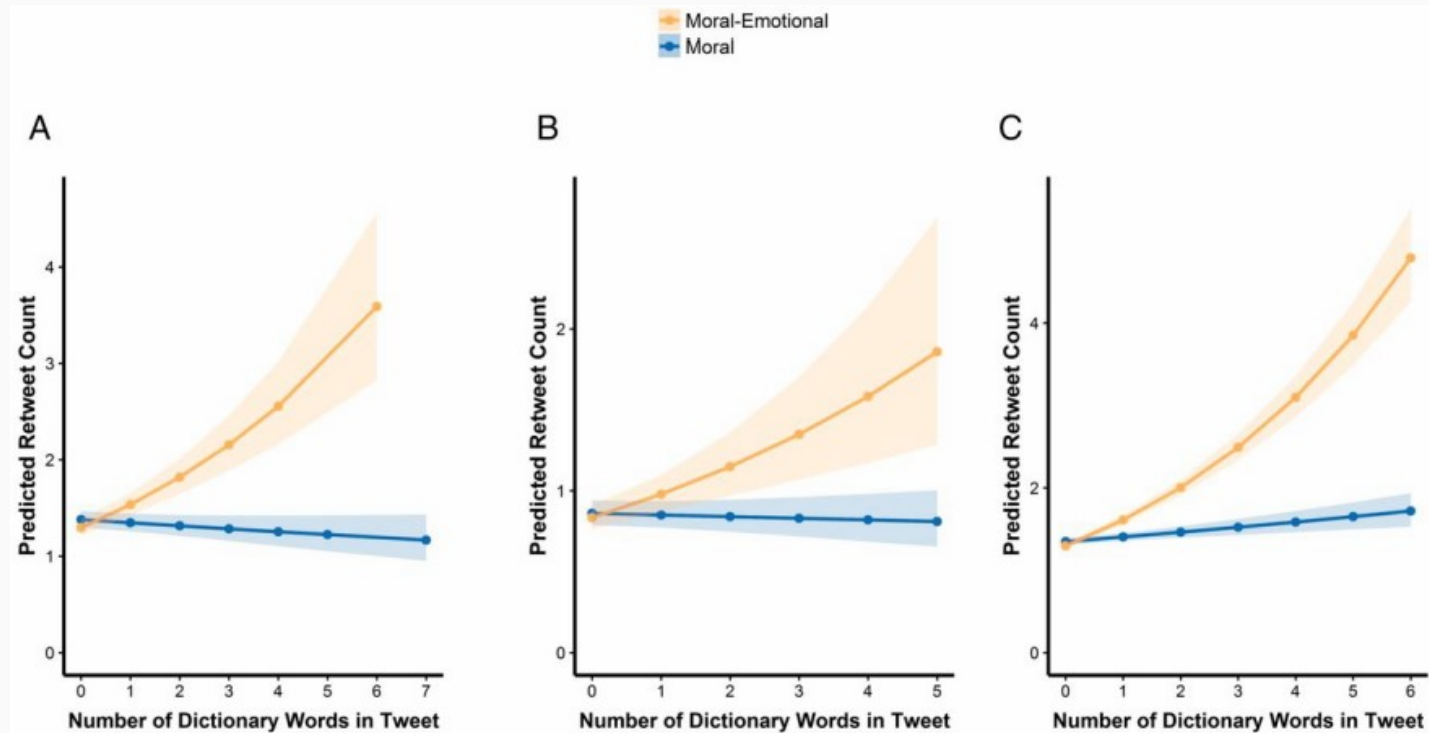 Moral-Emotional
Moral
A
B
C
Predicted Retweet Count
4
3
2
1
0
0 1 2 3 4 5 6 7
Number of Dictionary Words in Tweet
Predicted Retweet Count
2
1
0
0 1 2 3 4 5
Number of Dictionary Words in Tweet
Predicted Retweet Count
4
2
0
0 1 2 3 4 5 6
Number of Dictionary Words in Tweet